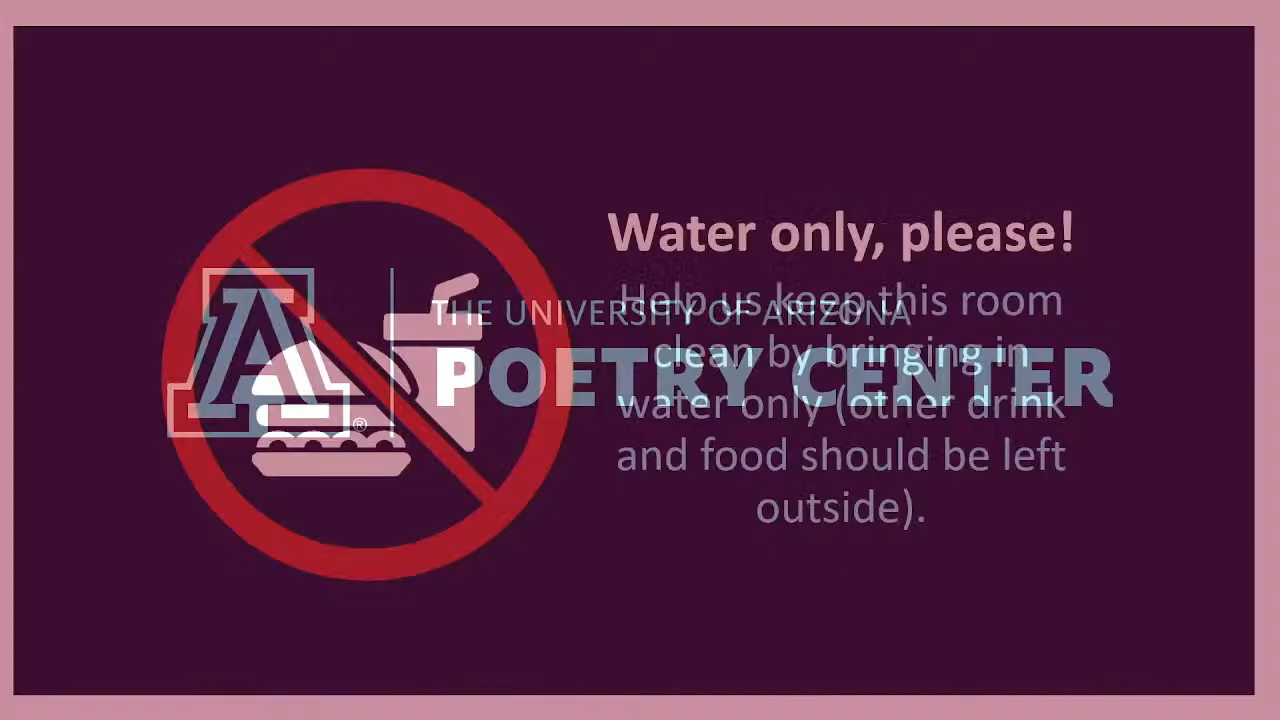 Water only, please!
Help us keep this room
clean by bringing in
water only (other drink
and food should be left
outside).
A
®
THE UNIVERSITY OF ARIZONA
POETRY CENTER